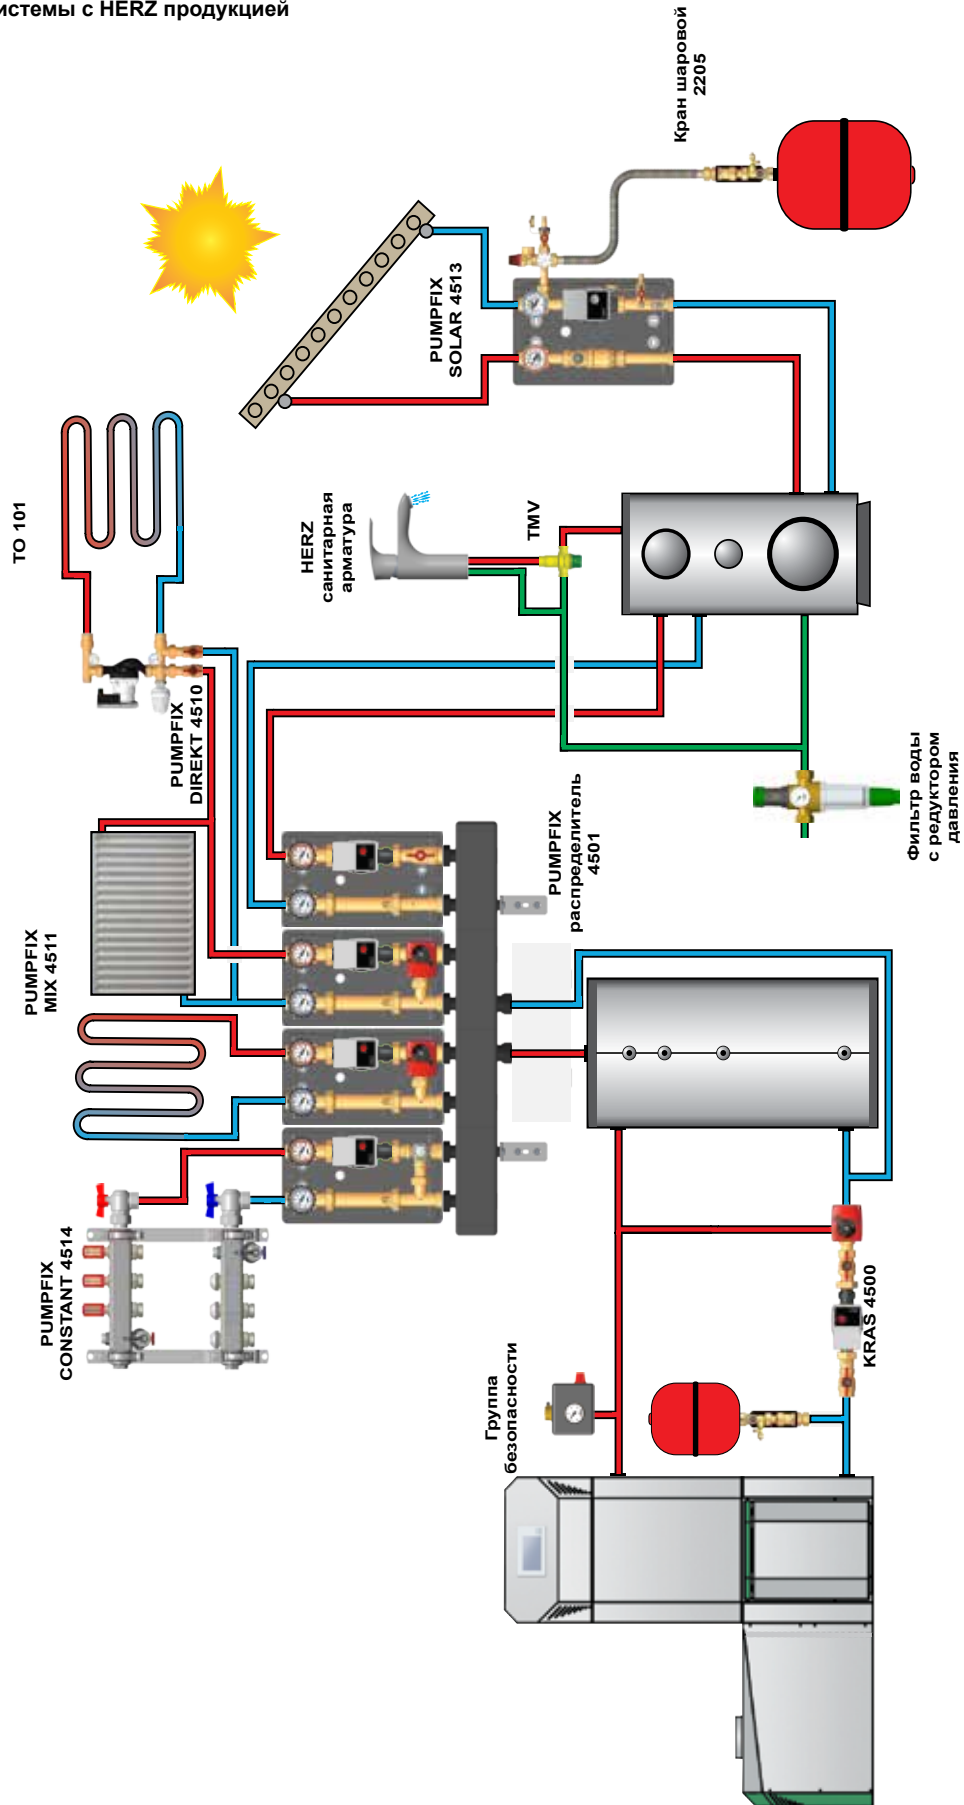 истемы с HERZ продукцией
Кран шаровой
2205
PUMPFIX
SOLAR 4513
TO 101
HERZ
санитарная
арматура
TMV
PUMPFIX
DIREKT 4510
Фильтр воды
с редуктором
давления
PUMPFIX
распределитель
4501
PUMPFIX
MIX 4511
PUMPFIX
CONSTANT 4514
KRAS 4500
Группа
безопасности